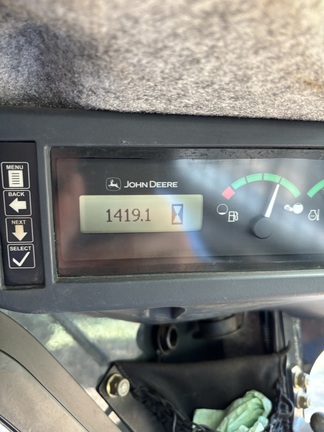 MENU
BACK
NEXT
SELECT
JOHN DEERE
1419.1